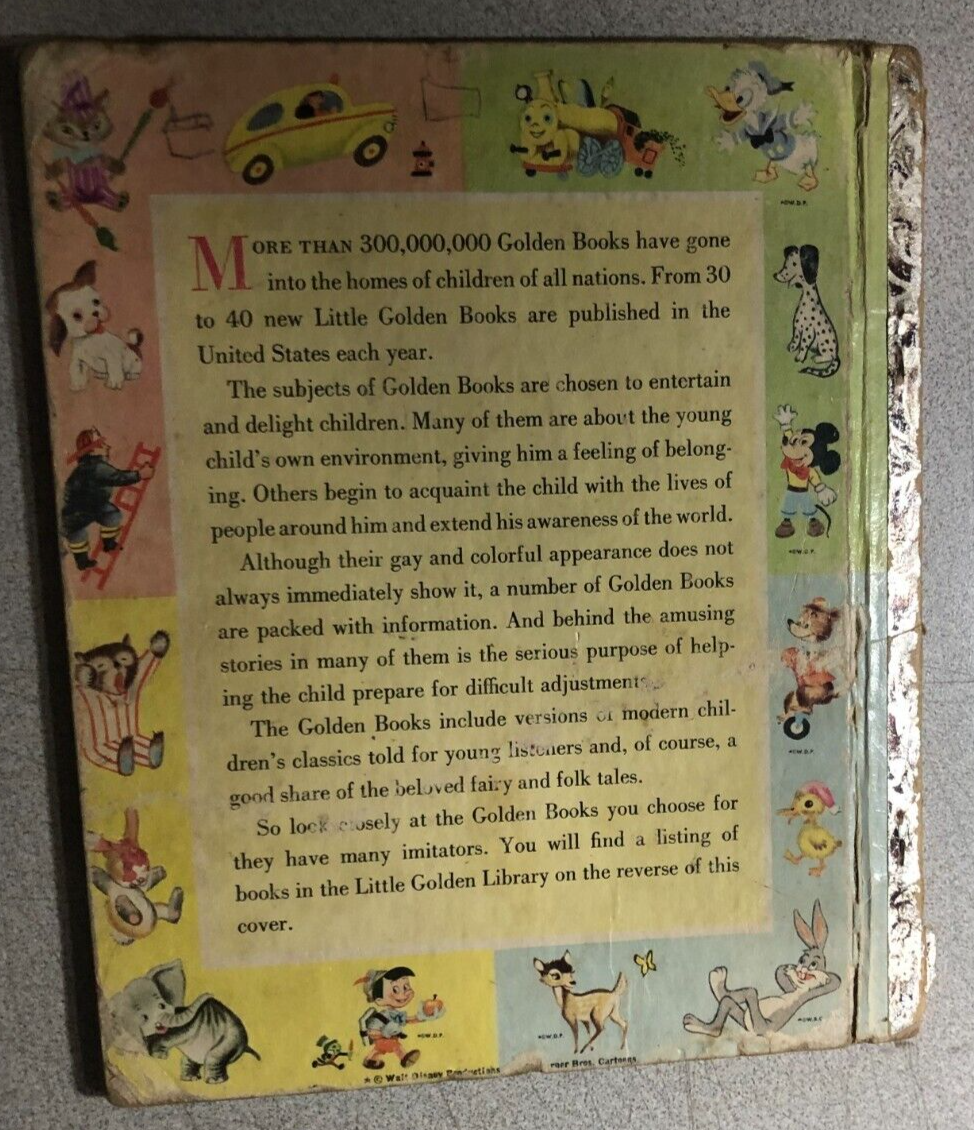 MORE THAN 300,000,000 Golden Books have gone
into the homes of children of all nations. From 30
to 40 new Little Golden Books are published in the
United States each year.
The subjects of Golden Books are chosen to entertain
and delight children. Many of them are about the young
child's own environment, giving him a feeling of belong-
ing. Others begin to acquaint the child with the lives of
people around him and extend his awareness of the world.
Although their gay and colorful appearance does not
always immediately show it, a number of Golden Books
are packed with information. And behind the amusing
stories in many of them is the serious purpose of help-
ing the child prepare for difficult adjustments
The Golden Books include versions of modern chil-
dren's classics told for young listeners and, of course, a
good share of the beloved fairy and folk tales.
So look closely at the Golden Books you choose for
they have many imitators. You will find a listing of
books in the Little Golden Library on the reverse of this
cover.
©W.D.P.
©W.D.P.
©W.D.P.
©W.D.P.
©W.D.P.
* © Walt Disney Productions
Bros. Cartoons